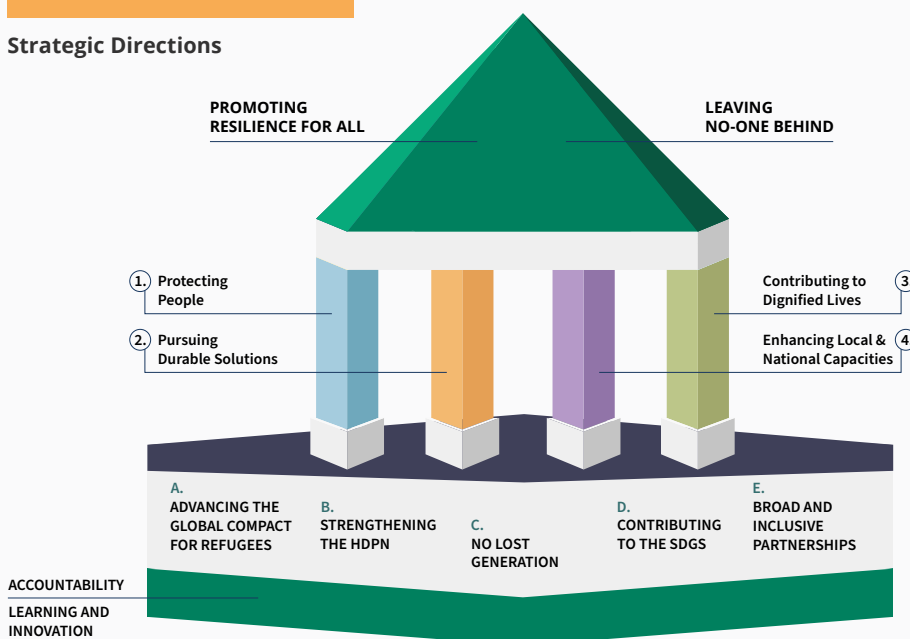 Strategic Directions
PROMOTING
RESILIENCE FOR ALL
LEAVING
NO-ONE BEHIND
1. Protecting
People
2. Pursuing
Durable Solutions
Contributing to 3
Dignified Lives
Enhancing Local & 4
National Capacities
A.
ADVANCING THE
GLOBAL COMPACT
FOR REFUGEES
B.
STRENGTHENING
THE HDPN
C.
NO LOST
GENERATION
D.
CONTRIBUTING
TO THE SDGS
E.
BROAD AND
INCLUSIVE
PARTNERSHIPS
ACCOUNTABILITY
LEARNING AND
INNOVATION